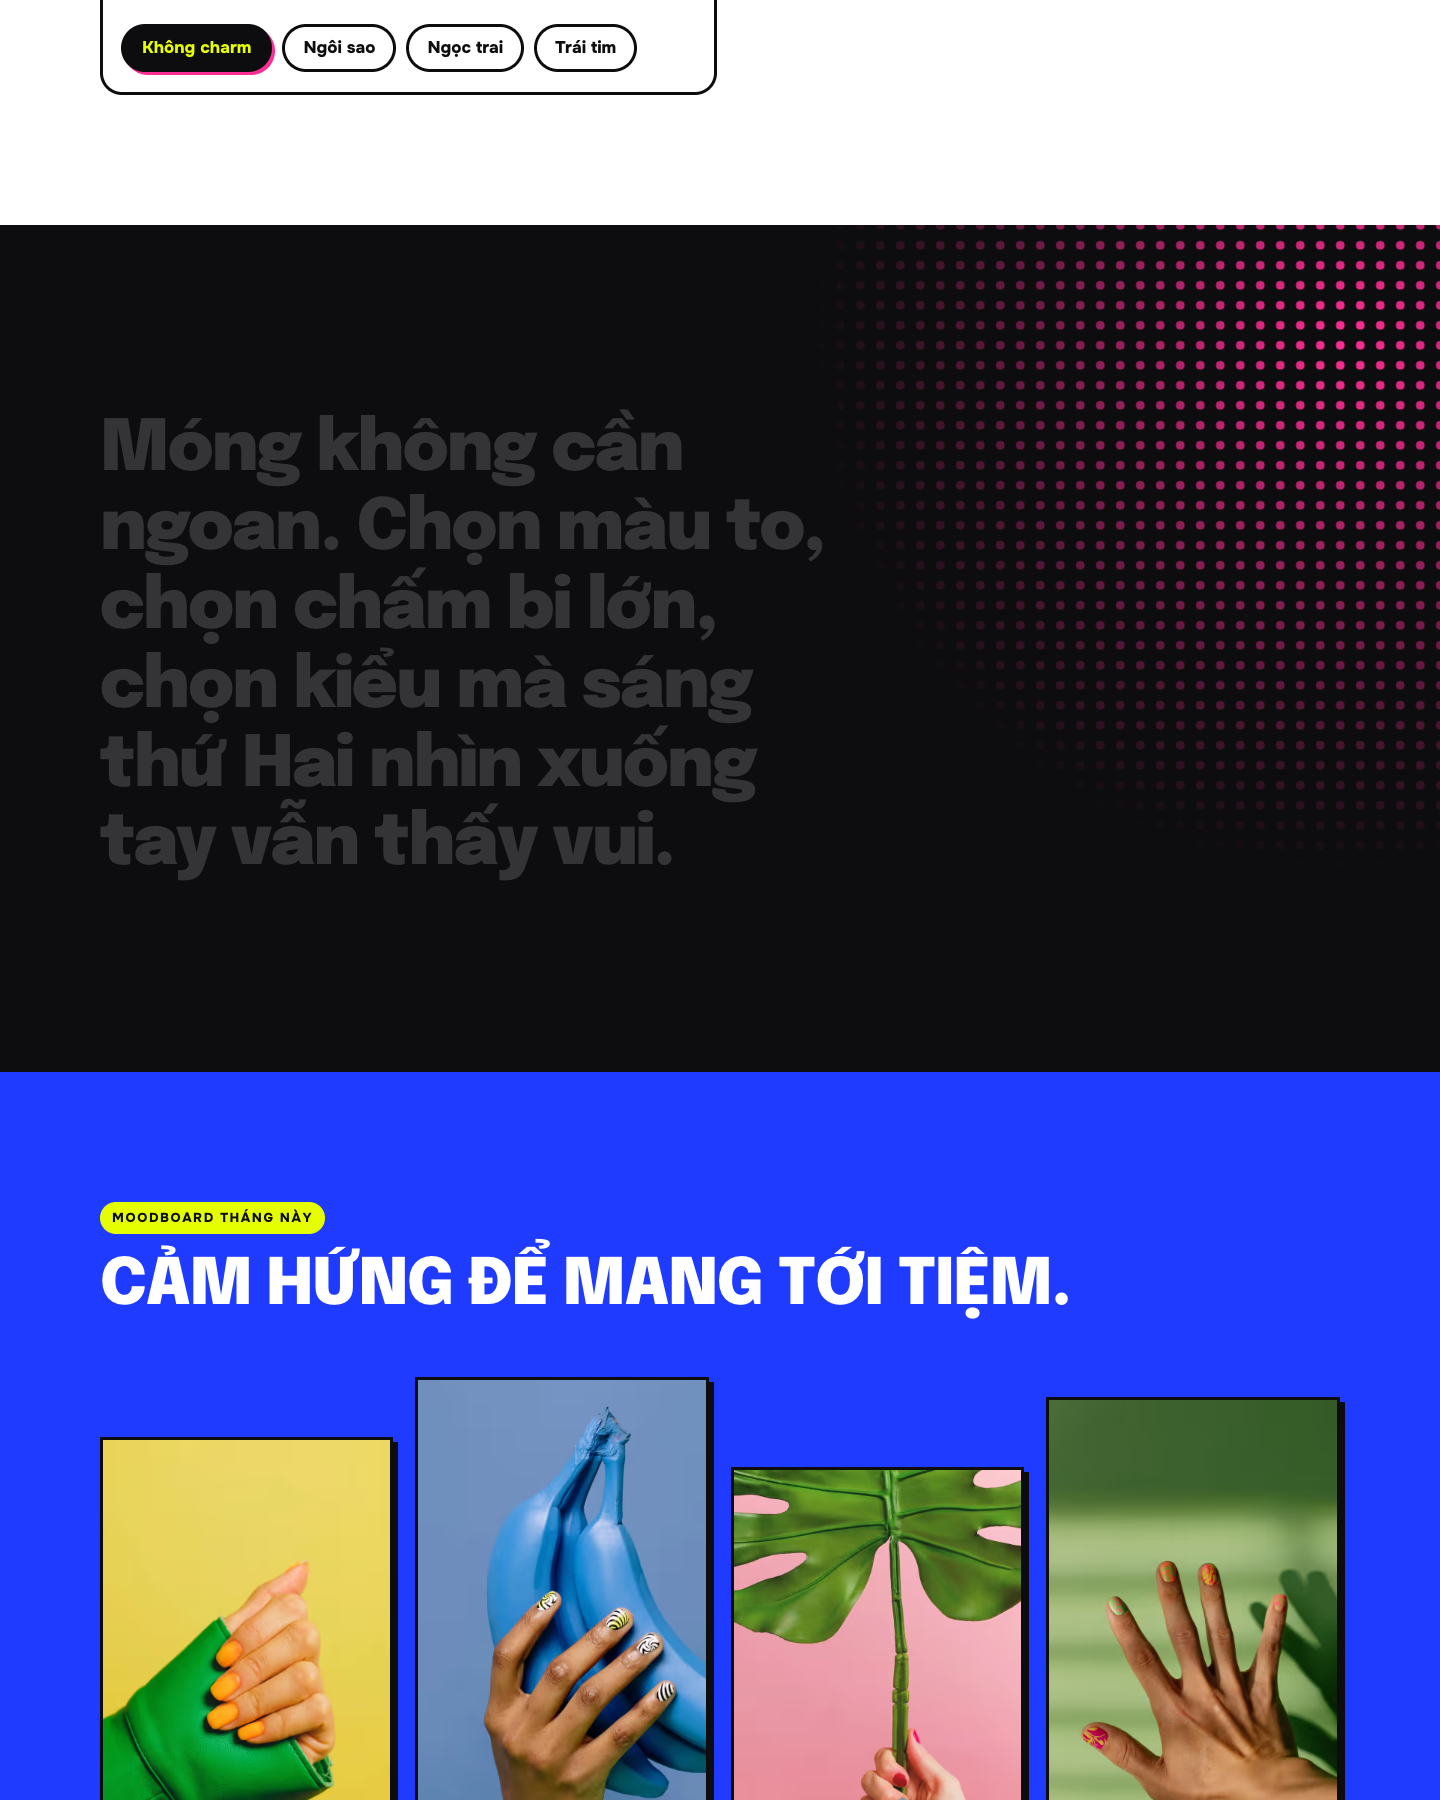 Không charm
Ngôi sao
Ngọc trai
Trái tim
Móng không cần
ngoan. Chọn màu to,
chọn chấm bi lớn,
chọn kiểu mà sáng
thứ Hai nhìn xuống
tay vẫn thấy vui.
MOODBOARD THÁNG NÀY
CẢM HỨNG ĐỂ MANG TỚI TIỆM.